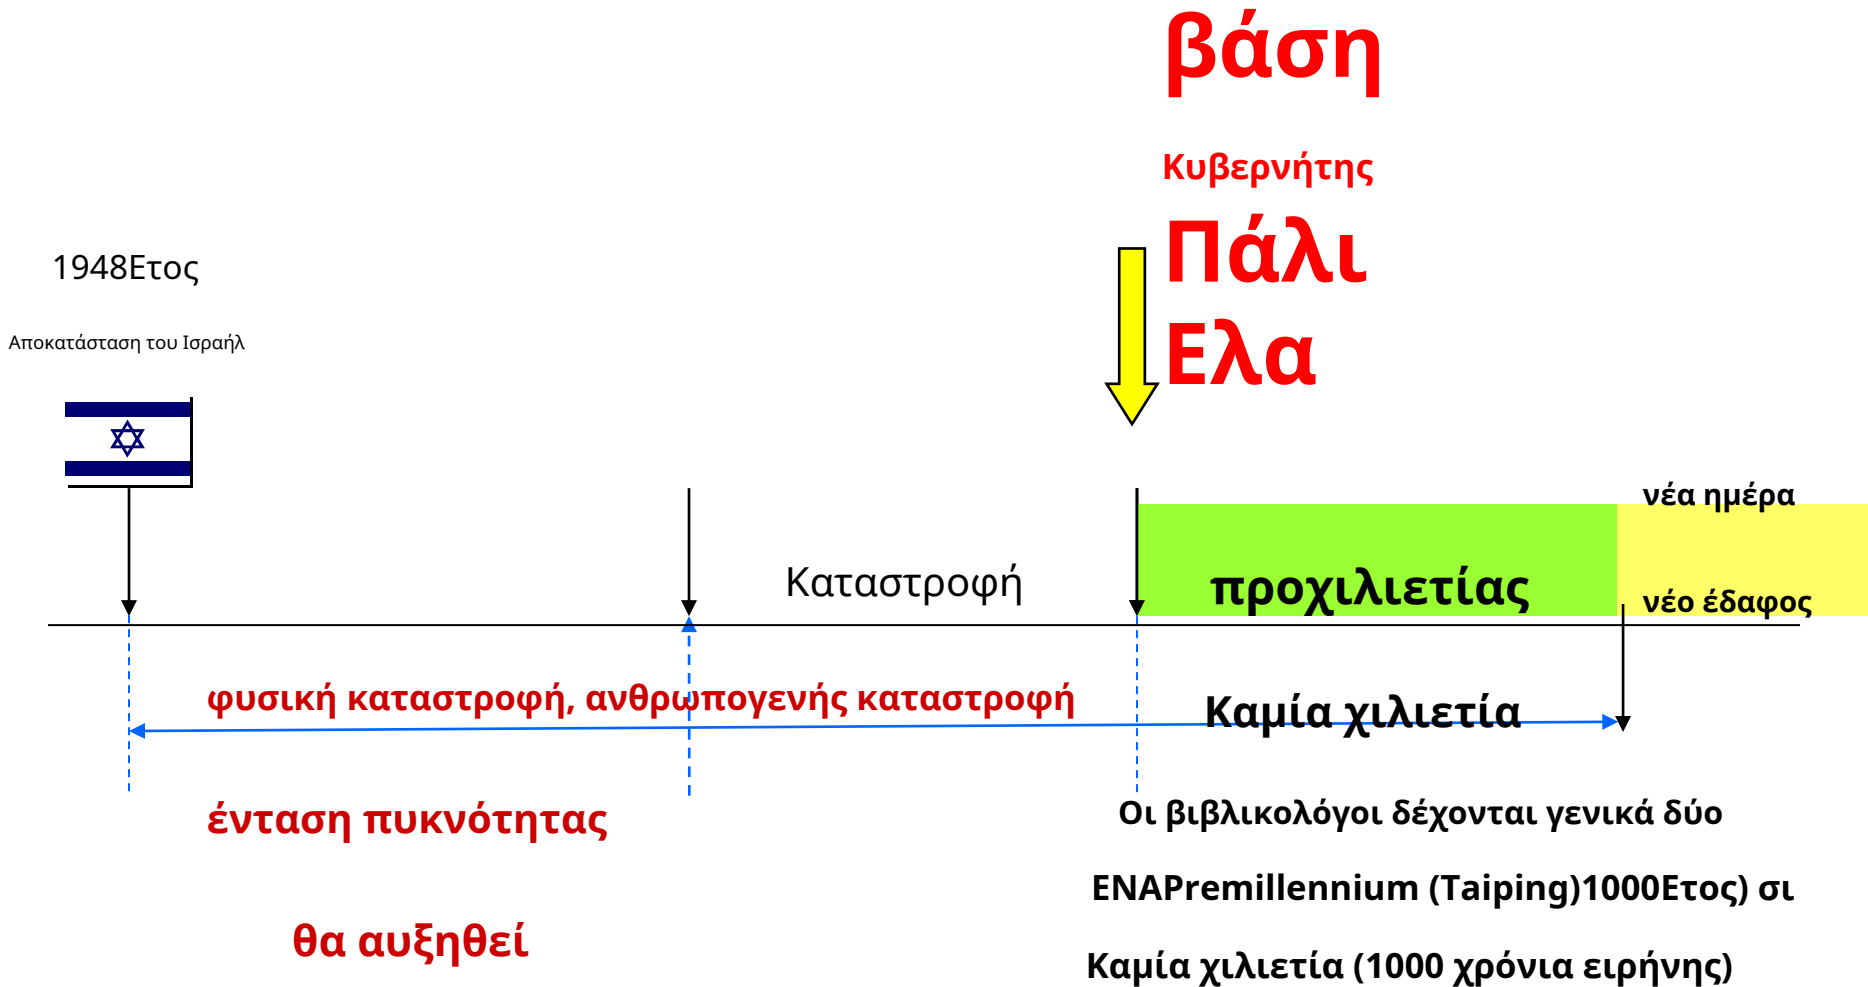 βάση
Κυβερνήτης
Πάλι
Ελα
1948Ετος
Αποκατάσταση του Ισραήλ
νέα ημέρα
Καταστροφή
προχιλιετίας
νέο έδαφος
φυσική καταστροφή, ανθρωπογενής καταστροφή
Καμία χιλιετία
ένταση πυκνότητας
Οι βιβλικολόγοι δέχονται γενικά δύο
ENAPremillennium (Taiping)1000Ετος) σι
θα αυξηθεί
Καμία χιλιετία (1000 χρόνια ειρήνης)